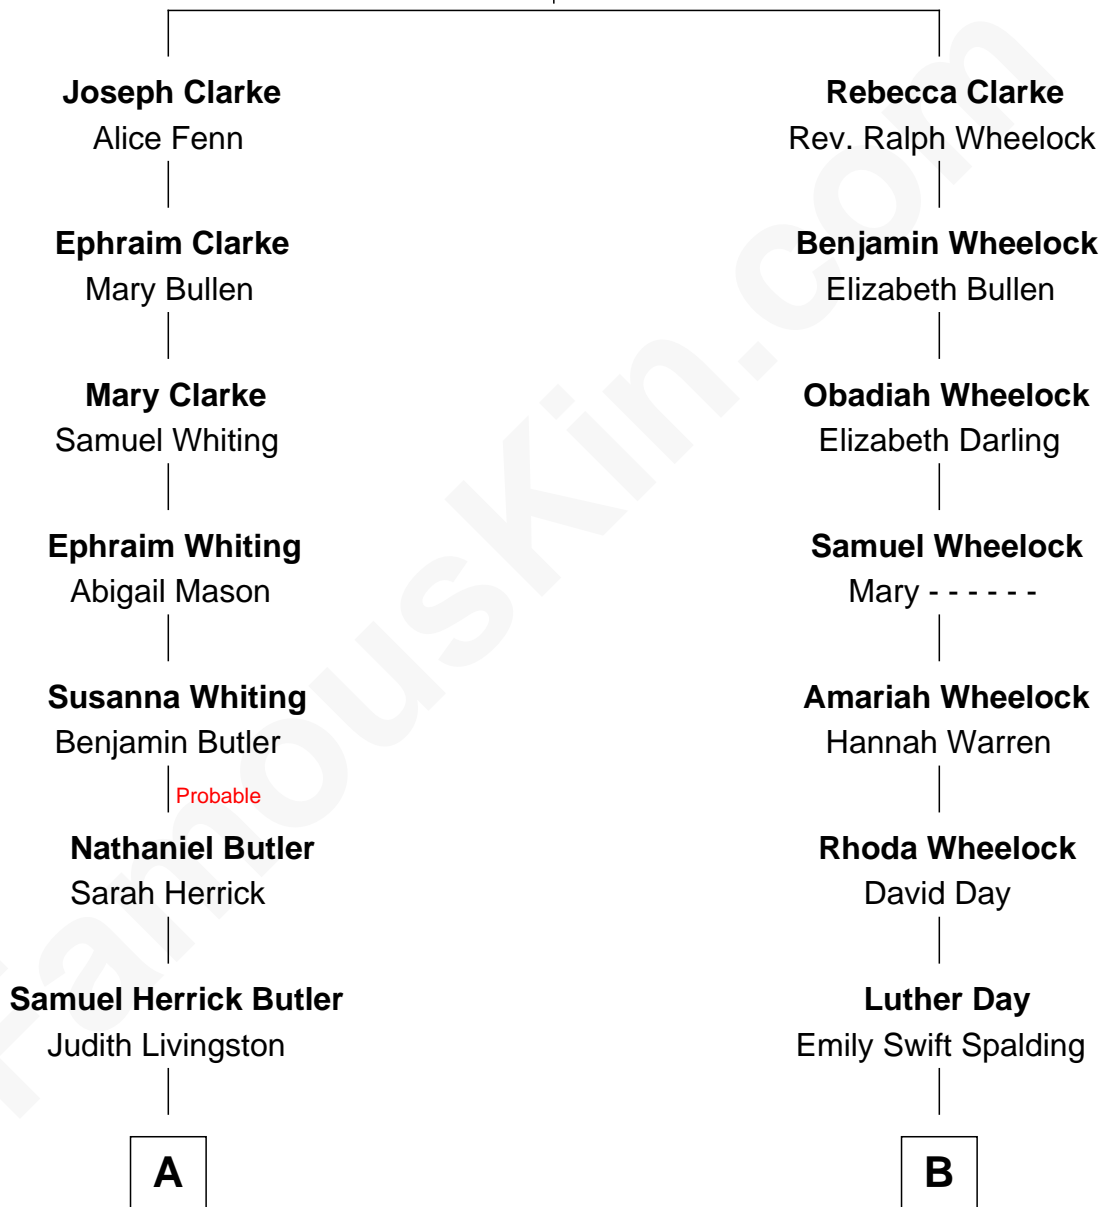 Joseph Clarke
Alice Fenn
Ephraim Clarke
Mary Bullen
Mary Clarke
Samuel Whiting
Ephraim Whiting
Abigail Mason
Susanna Whiting
Benjamin Butler
Probable
Nathaniel Butler
Sarah Herrick
Samuel Herrick Butler
Judith Livingston
A
Rebecca Clarke
Rev. Ralph Wheelock
Benjamin Wheelock
Elizabeth Bullen
Obadiah Wheelock
Elizabeth Darling
Samuel Wheelock
Mary - - - - - -
Amariah Wheelock
Hannah Warren
Rhoda Wheelock
David Day
Luther Day
Emily Swift Spalding
B
FamousKin.com